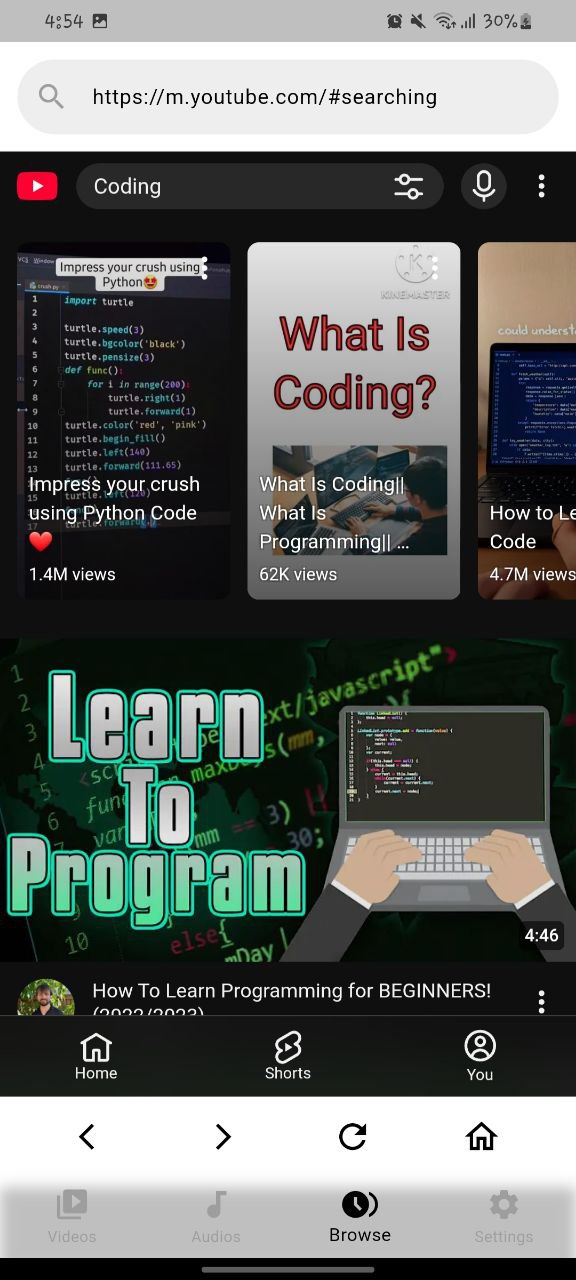 4:54
30%
https://m.youtube.com/#searching
Coding
Impress your crush using
Python😍
crush.py
1 import turtle
2
3 turtle.speed(3)
4 turtle.bgcolor('black')
5 turtle.pensize(3)
6 def func():
7 for i in range(200):
8 turtle.right(1)
9 turtle.forward(1)
10 turtle.color('red', 'pink')
11 turtle.begin_fill()
12 turtle.left(140)
13 turtle.forward(111.65)
Impress your crush
using Python Code
❤️
1.4M views
KINEMASTER
What Is
Coding?
What Is Coding||
What Is
Programming|| ...
62K views
could underst
How to Le
Code
4.7M views
Learn
To
Program
4:46
How To Learn Programming for BEGINNERS!
(2022/2023)
Home
Shorts
You
Videos
Audios
Browse
Settings